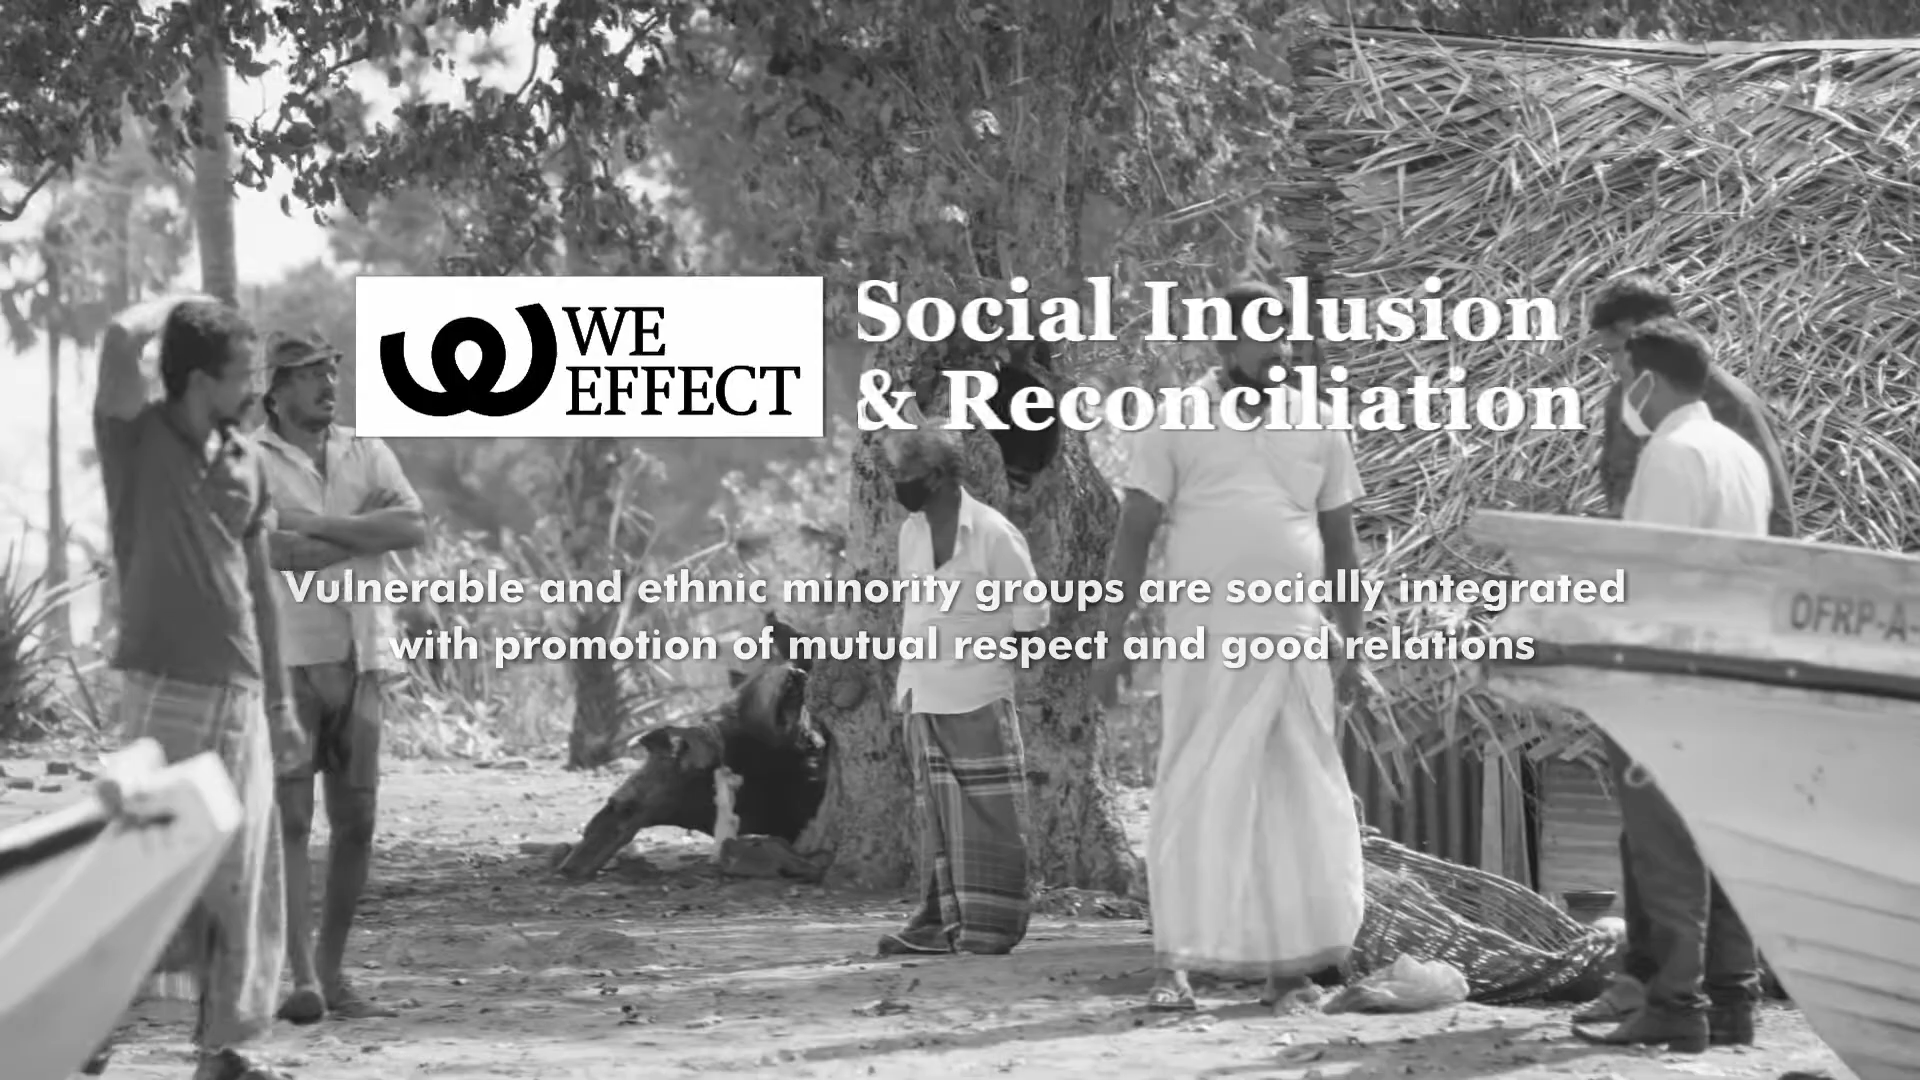 WE
EFFECT
Social Inclusion
& Reconciliation
Vulnerable and ethnic minority groups are socially integrated
with promotion of mutual respect and good relations
OFRP-A-